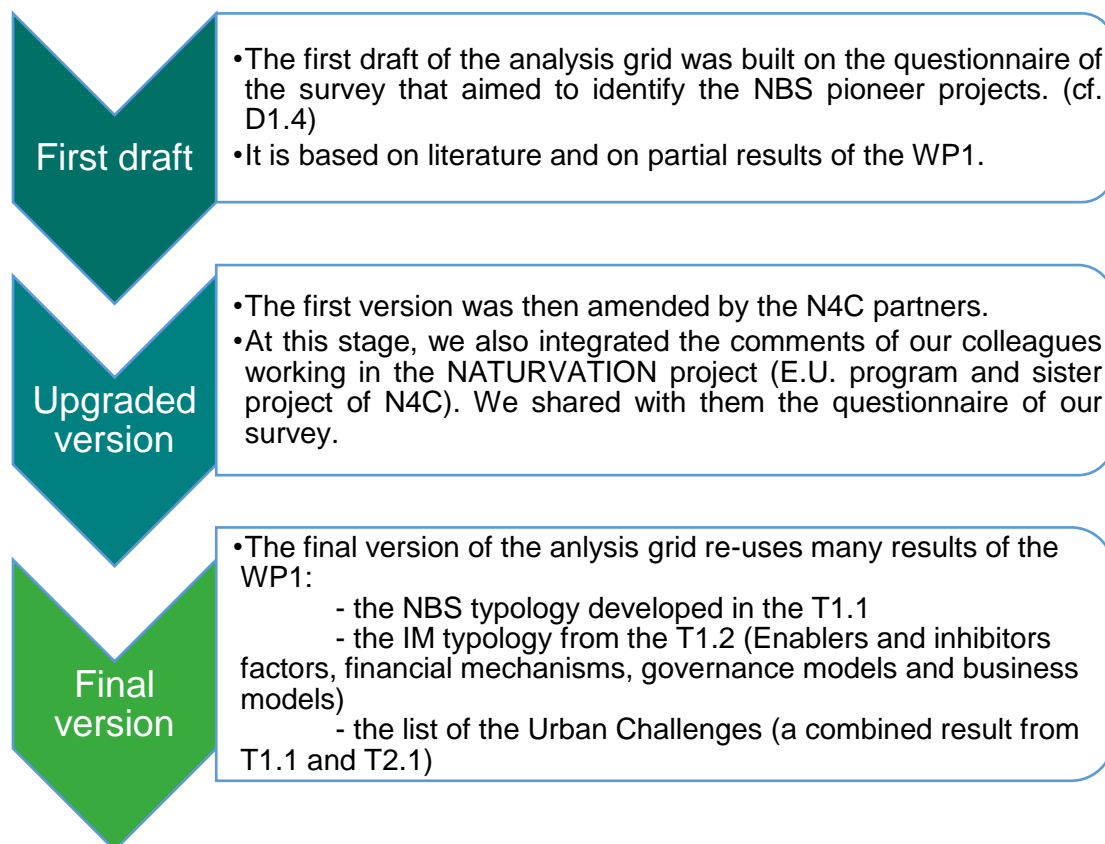 First draft
•The first draft of the analysis grid was built on the questionnaire of
the survey that aimed to identify the NBS pioneer projects. (cf.
D1.4)
•It is based on literature and on partial results of the WP1.
Upgraded
version
•The first version was then amended by the N4C partners.
•At this stage, we also integrated the comments of our colleagues
working in the NATURVATION project (E.U. program and sister
project of N4C). We shared with them the questionnaire of our
survey.
Final
version
•The final version of the anlysis grid re-uses many results of the
WP1:
- the NBS typology developed in the T1.1
- the IM typology from the T1.2 (Enablers and inhibitors
factors, financial mechanisms, governance models and business
models)
- the list of the Urban Challenges (a combined result from
T1.1 and T2.1)